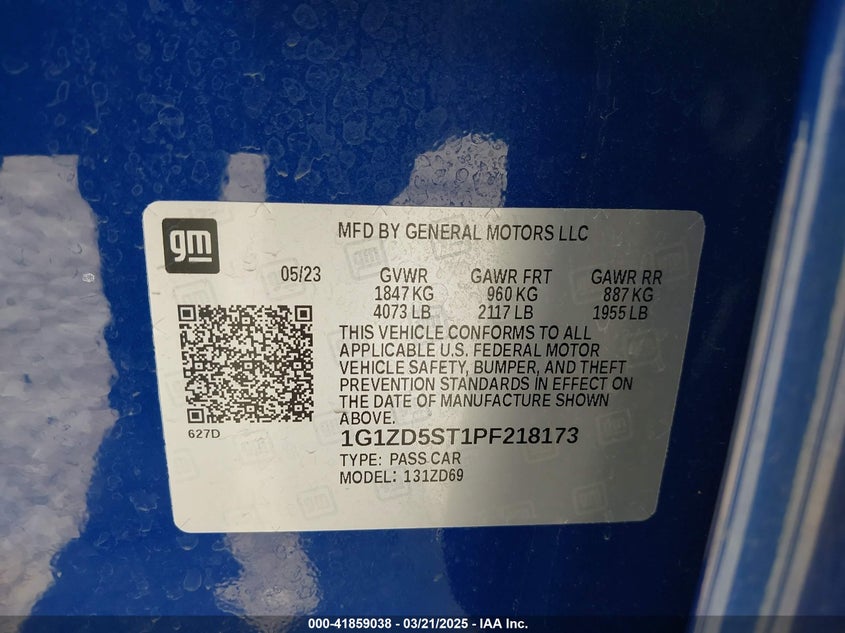 gm
MFD BY GENERAL MOTORS LLC
05/23 GVWR GAWR FRT GAWR RR
1847 KG 960 KG 887 KG
4073 LB 2117 LB 1955 LB
THIS VEHICLE CONFORMS TO ALL
APPLICABLE U.S. FEDERAL MOTOR
VEHICLE SAFETY, BUMPER, AND THEFT
PREVENTION STANDARDS IN EFFECT ON
THE DATE OF MANUFACTURE SHOWN
ABOVE.
627D
1G1ZD5ST1PF218173
TYPE: PASS CAR
MODEL: 131ZD69
000-41859038 - 03/21/2025 - IAA Inc.